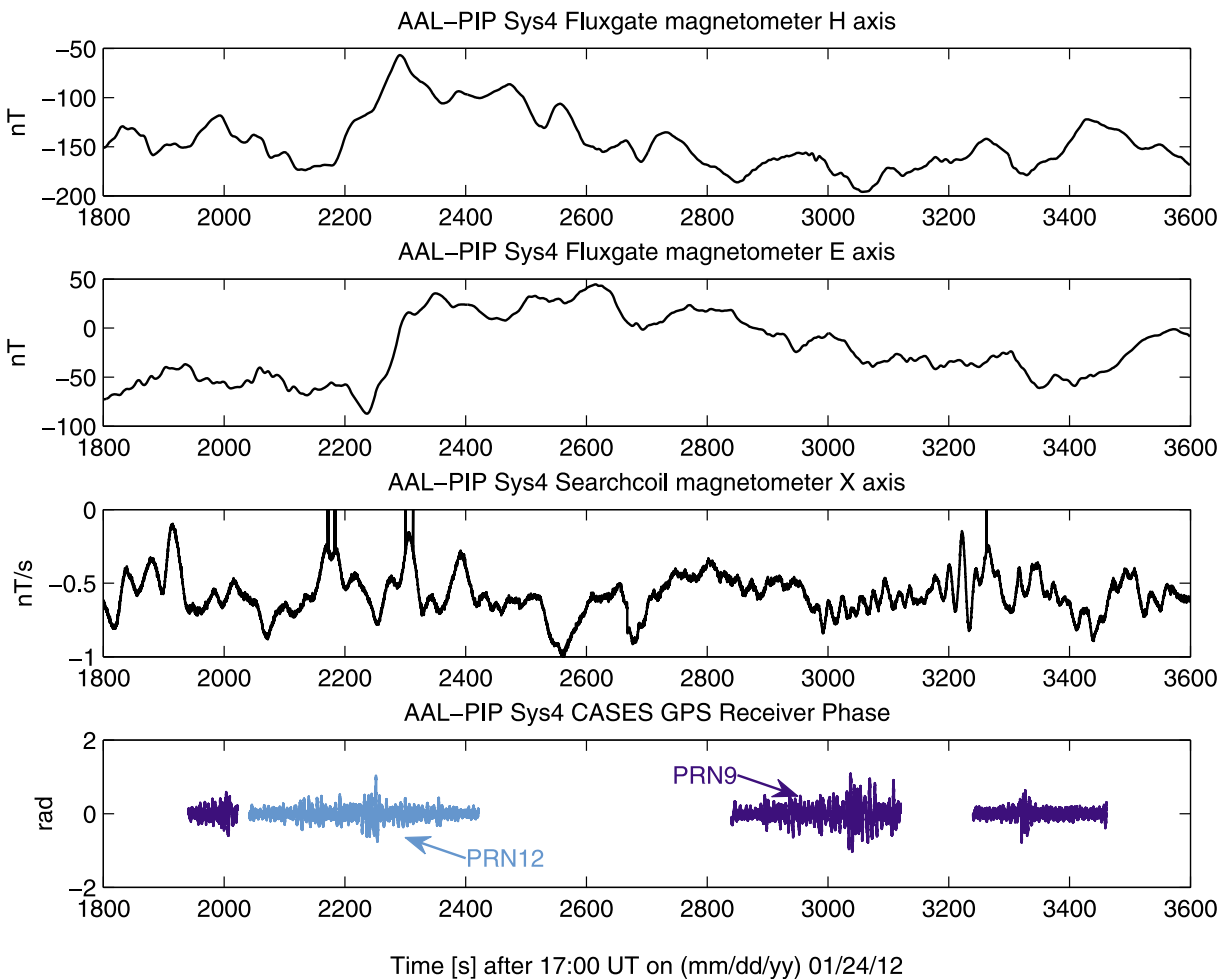 AAL−PIP Sys4 Fluxgate magnetometer H axis
−50
−100
−150
−200
nT
1800 2000 2200 2400 2600 2800 3000 3200 3400 3600
AAL−PIP Sys4 Fluxgate magnetometer E axis
50
0
−50
−100
nT
1800 2000 2200 2400 2600 2800 3000 3200 3400 3600
AAL−PIP Sys4 Searchcoil magnetometer X axis
0
−0.5
−1
nT/s
1800 2000 2200 2400 2600 2800 3000 3200 3400 3600
AAL−PIP Sys4 CASES GPS Receiver Phase
2
0
−2
rad
PRN9
PRN12
1800 2000 2200 2400 2600 2800 3000 3200 3400 3600
Time [s] after 17:00 UT on (mm/dd/yy) 01/24/12